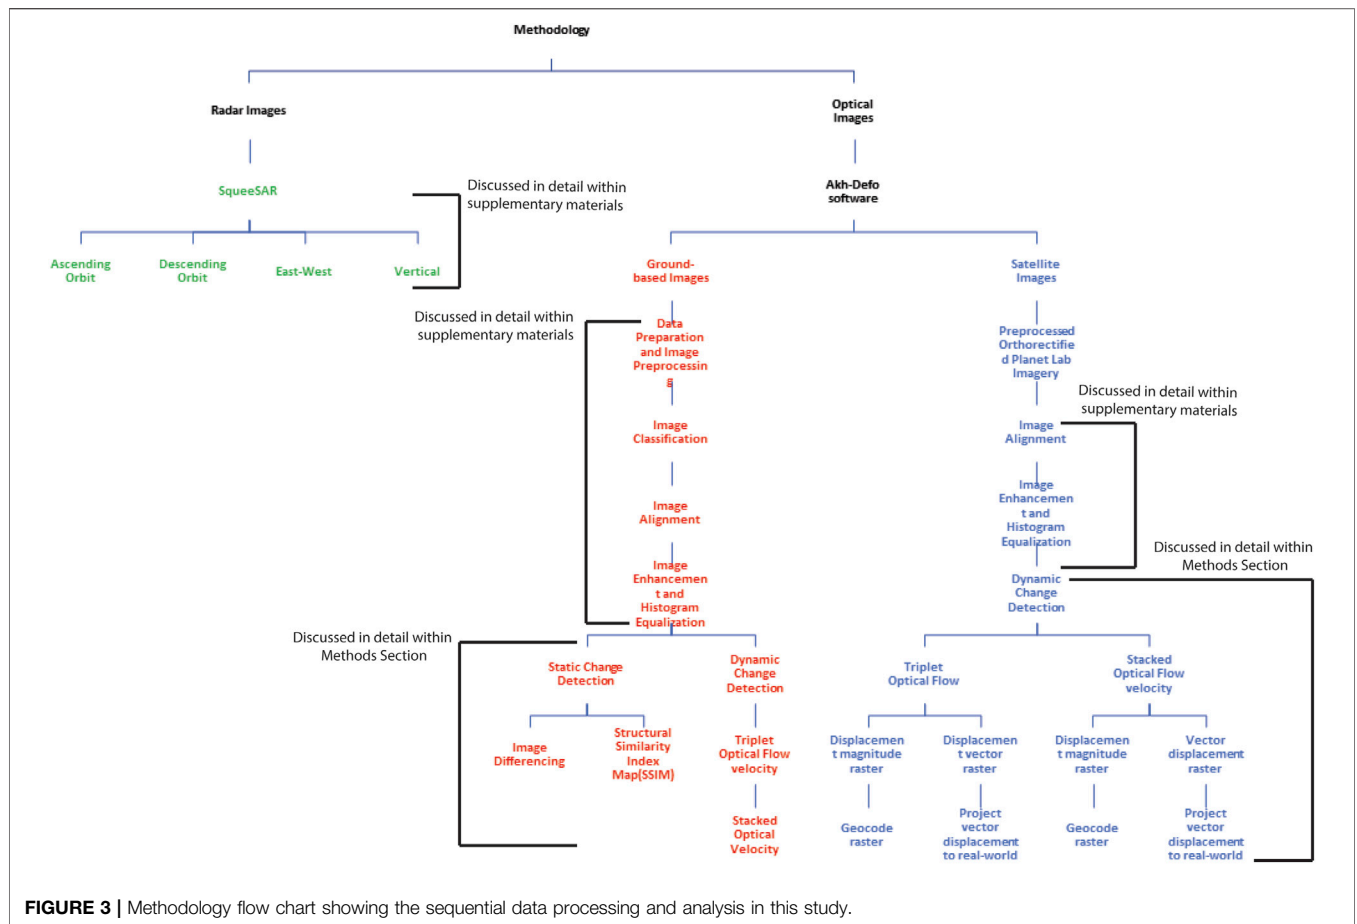 Methodology
Radar Images
Optical
Images
SqueeSAR
Discussed in detail within
supplementary materials
Akh-Defo
software
Ascending
Orbit
Descending
Orbit
East-West
Vertical
Ground-
based Images
Satellite
Images
Discussed in detail within
supplementary materials
Data
Preparation
and Image
Preprocessin
g
Preprocessed
Orthorectifie
d Planet Lab
Imagery
Discussed in detail within
supplementary materials
Image
Classification
Image
Alignment
Image
Alignment
Image
Enhancemen
t and
Histogram
Equalization
Discussed in detail within
Methods Section
Image
Enhancemen
t and
Histogram
Equalization
Dynamic
Change
Detection
Discussed in detail within
Methods Section
Static Change
Detection
Dynamic
Change
Detection
Triplet
Optical Flow
Stacked
Optical Flow
velocity
Image
Differencing
Structural
Similarity
Index
Map(SSIM)
Triplet
Optical Flow
velocity
Displacemen
t magnitude
raster
Displacemen
t vector
raster
Displacemen
t magnitude
raster
Vector
displacement
raster
Stacked
Optical
Velocity
Geocode
raster
Project
vector
displacement
to real-world
Geocode
raster
Project
vector
displacement
to real-world
FIGURE 3 | Methodology flow chart showing the sequential data processing and analysis in this study.